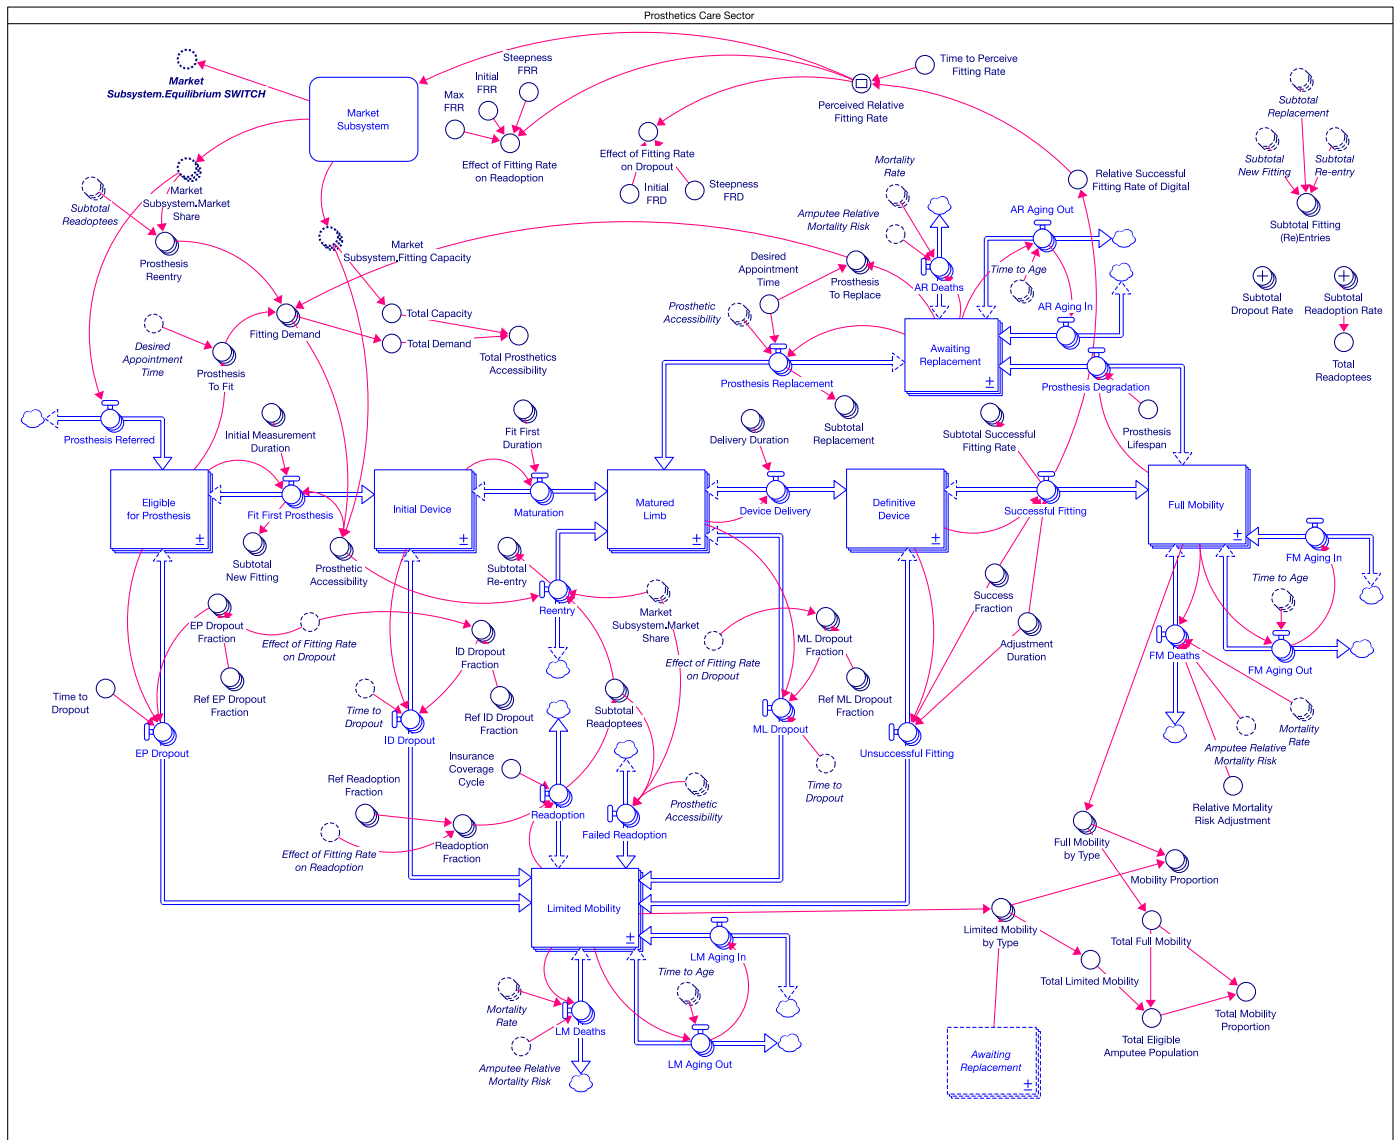 Prosthetics Care Sector
Market
Subsystem.Equilibrium SWITCH
Market
Subsystem
Steepness
FRR
Initial
FRR
Max
FRR
Effect of Fitting Rate
on Readoption
Time to Perceive
Fitting Rate
Perceived Relative
Fitting Rate
Effect of Fitting Rate
on Dropout
Initial
FRD
Steepness
FRD
Mortality
Rate
Amputee Relative
Mortality Risk
Relative Successful
Fitting Rate of Digital
Subtotal
Replacement
Subtotal
New Fitting
Subtotal
Re-entry
Subtotal Fitting
(Re)Entries
Subtotal
Readoptees
Market
Subsystem.Market
Share
Prosthesis
Reentry
Market
Subsystem.Fitting Capacity
Desired
Appointment
Time
Prosthesis
To Replace
AR Deaths
AR Aging Out
Time to Age
AR Aging In
Subtotal
Dropout Rate
Subtotal
Readoption Rate
Total
Readoptees
Fitting Demand
Total Capacity
Total Demand
Total Prosthetics
Accessibility
Prosthetic
Accessibility
Desired
Appointment
Time
Prosthesis
To Fit
Awaiting
Replacement
Prosthesis Replacement
Prosthesis Degradation
Subtotal
Replacement
Prosthesis
Lifespan
Prosthesis Referred
Initial Measurement
Duration
Fit First
Duration
Delivery Duration
Subtotal Successful
Fitting Rate
Eligible
for Prosthesis
Fit First Prosthesis
Initial Device
Maturation
Matured
Limb
Device Delivery
Definitive
Device
Successful Fitting
Full Mobility
Subtotal
New Fitting
Prosthetic
Accessibility
Subtotal
Re-entry
Reentry
FM Aging In
Time to Age
EP Dropout
Fraction
Effect of Fitting Rate
on Dropout
ID Dropout
Fraction
Market
Subsystem.Market
Share
ML Dropout
Fraction
Effect of Fitting Rate
on Dropout
Success
Fraction
Adjustment
Duration
FM Deaths
FM Aging Out
Time to
Dropout
Ref EP Dropout
Fraction
Time to
Dropout
Ref ID Dropout
Fraction
Subtotal
Readoptees
Ref ML Dropout
Fraction
EP Dropout
ID Dropout
ML Dropout
Unsuccessful Fitting
Amputee Relative
Mortality Risk
Mortality
Rate
Insurance
Coverage
Cycle
Time to
Dropout
Ref Readoption
Fraction
Readoption
Prosthetic
Accessibility
Failed Readoption
Relative Mortality
Risk Adjustment
Effect of Fitting Rate
on Readoption
Readoption
Fraction
Full Mobility
by Type
Mobility Proportion
Limited Mobility
Limited Mobility
by Type
Total Full Mobility
LM Aging In
Time to Age
Total Limited Mobility
Mortality
Rate
LM Deaths
LM Aging Out
Amputee Relative
Mortality Risk
Awaiting
Replacement
Total Eligible
Amputee Population
Total Mobility
Proportion